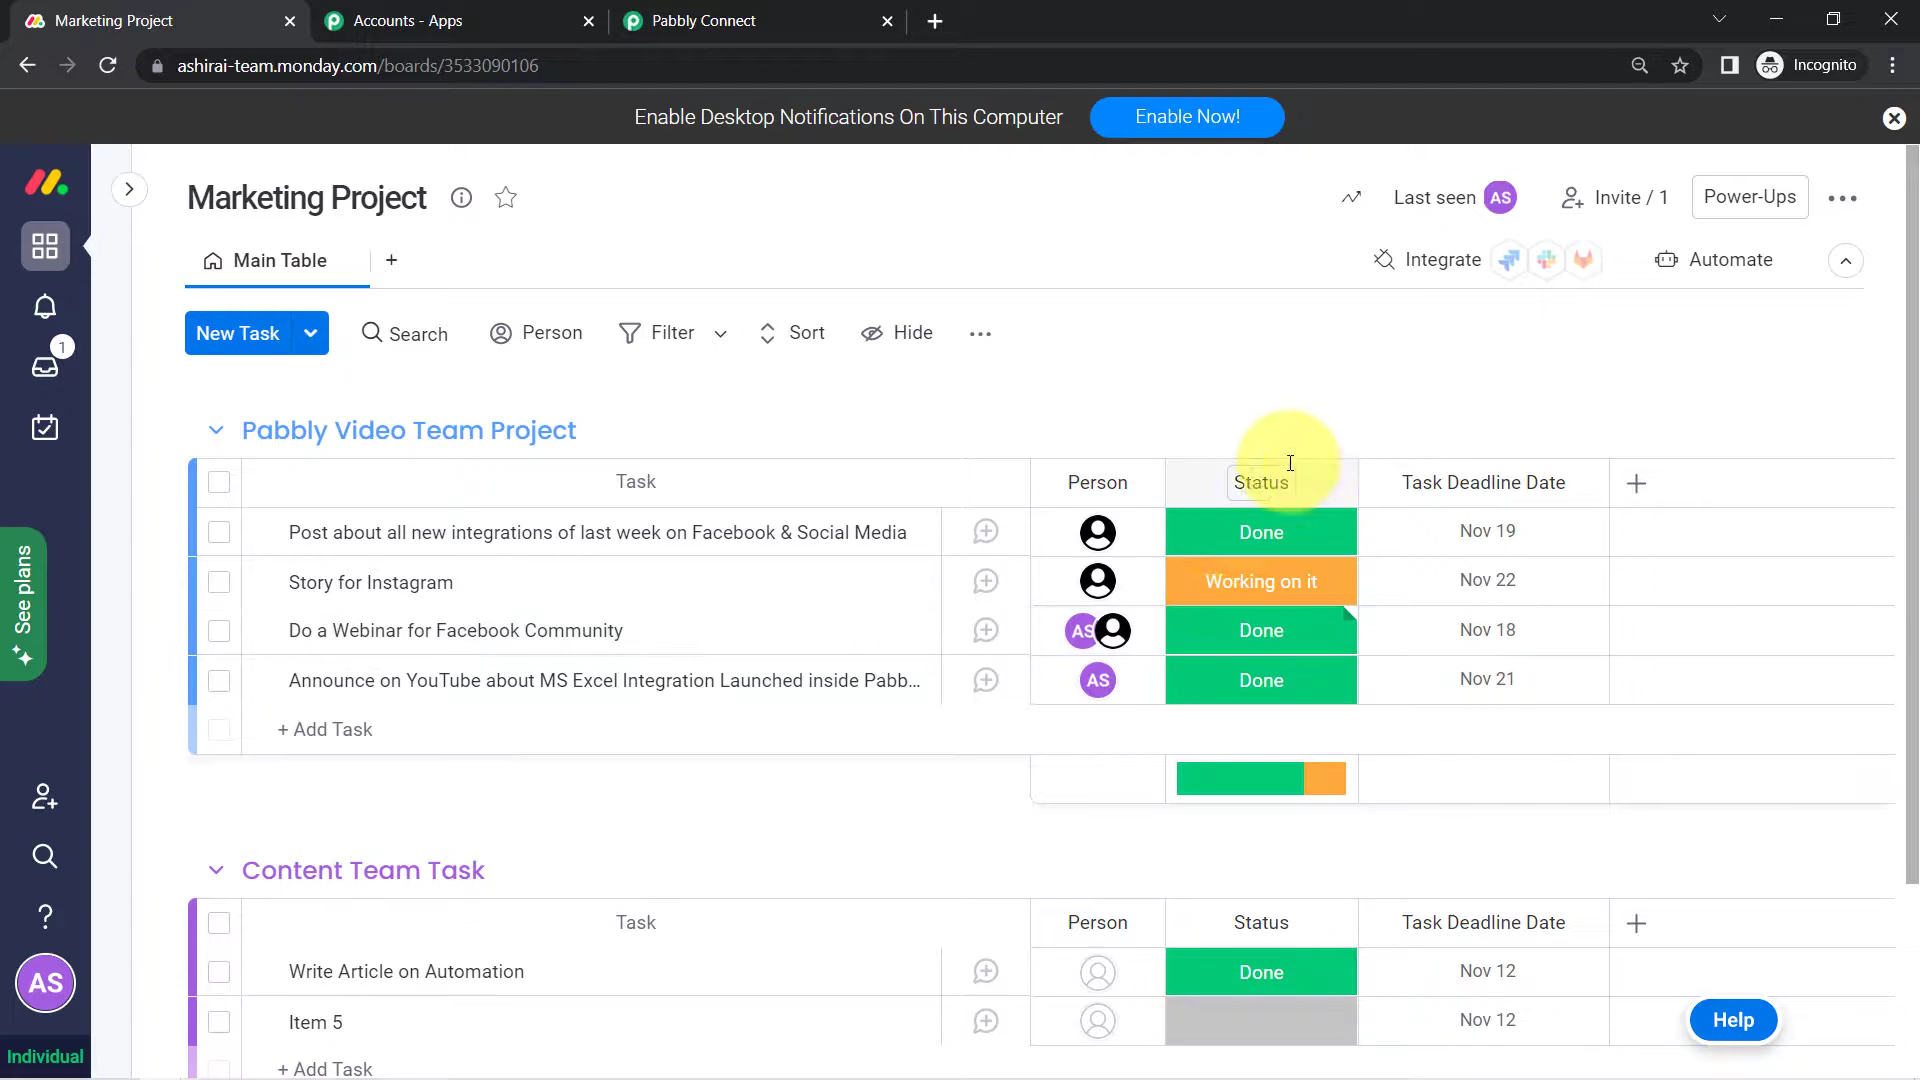 Marketing Project
Accounts - Apps
Pabbly Connect
ashirai-team.monday.com/boards/3533090106
Incognito
Enable Desktop Notifications On This Computer
Enable Now!
Marketing Project
Last seen
AS
Invite / 1
Power-Ups
Main Table
Integrate
Automate
New Task
Search
Person
Filter
Sort
Hide
1
See plans
Pabbly Video Team Project
Task
Person
Status
Task Deadline Date
Post about all new integrations of last week on Facebook & Social Media
Done
Nov 19
Story for Instagram
Working on it
Nov 22
Do a Webinar for Facebook Community
AS
Done
Nov 18
Announce on YouTube about MS Excel Integration Launched inside Pabb...
AS
Done
Nov 21
+ Add Task
Content Team Task
Task
Person
Status
Task Deadline Date
Write Article on Automation
Done
Nov 12
Item 5
Nov 12
+ Add Task
AS
Individual
Help